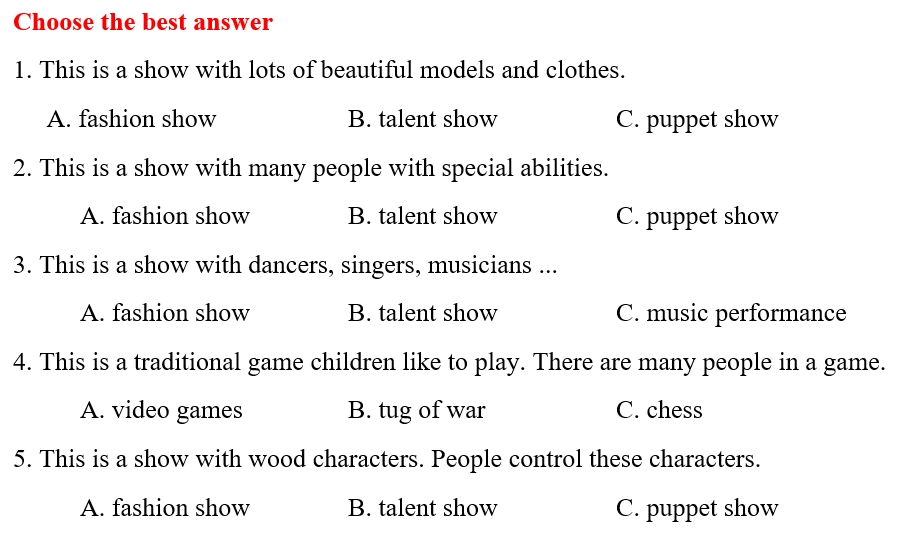 Choose the best answer
1. This is a show with lots of beautiful models and clothes.
A. fashion show B. talent show C. puppet show
2. This is a show with many people with special abilities.
A. fashion show B. talent show C. puppet show
3. This is a show with dancers, singers, musicians ...
A. fashion show B. talent show C. music performance
4. This is a traditional game children like to play. There are many people in a game.
A. video games B. tug of war C. chess
5. This is a show with wood characters. People control these characters.
A. fashion show B. talent show C. puppet show